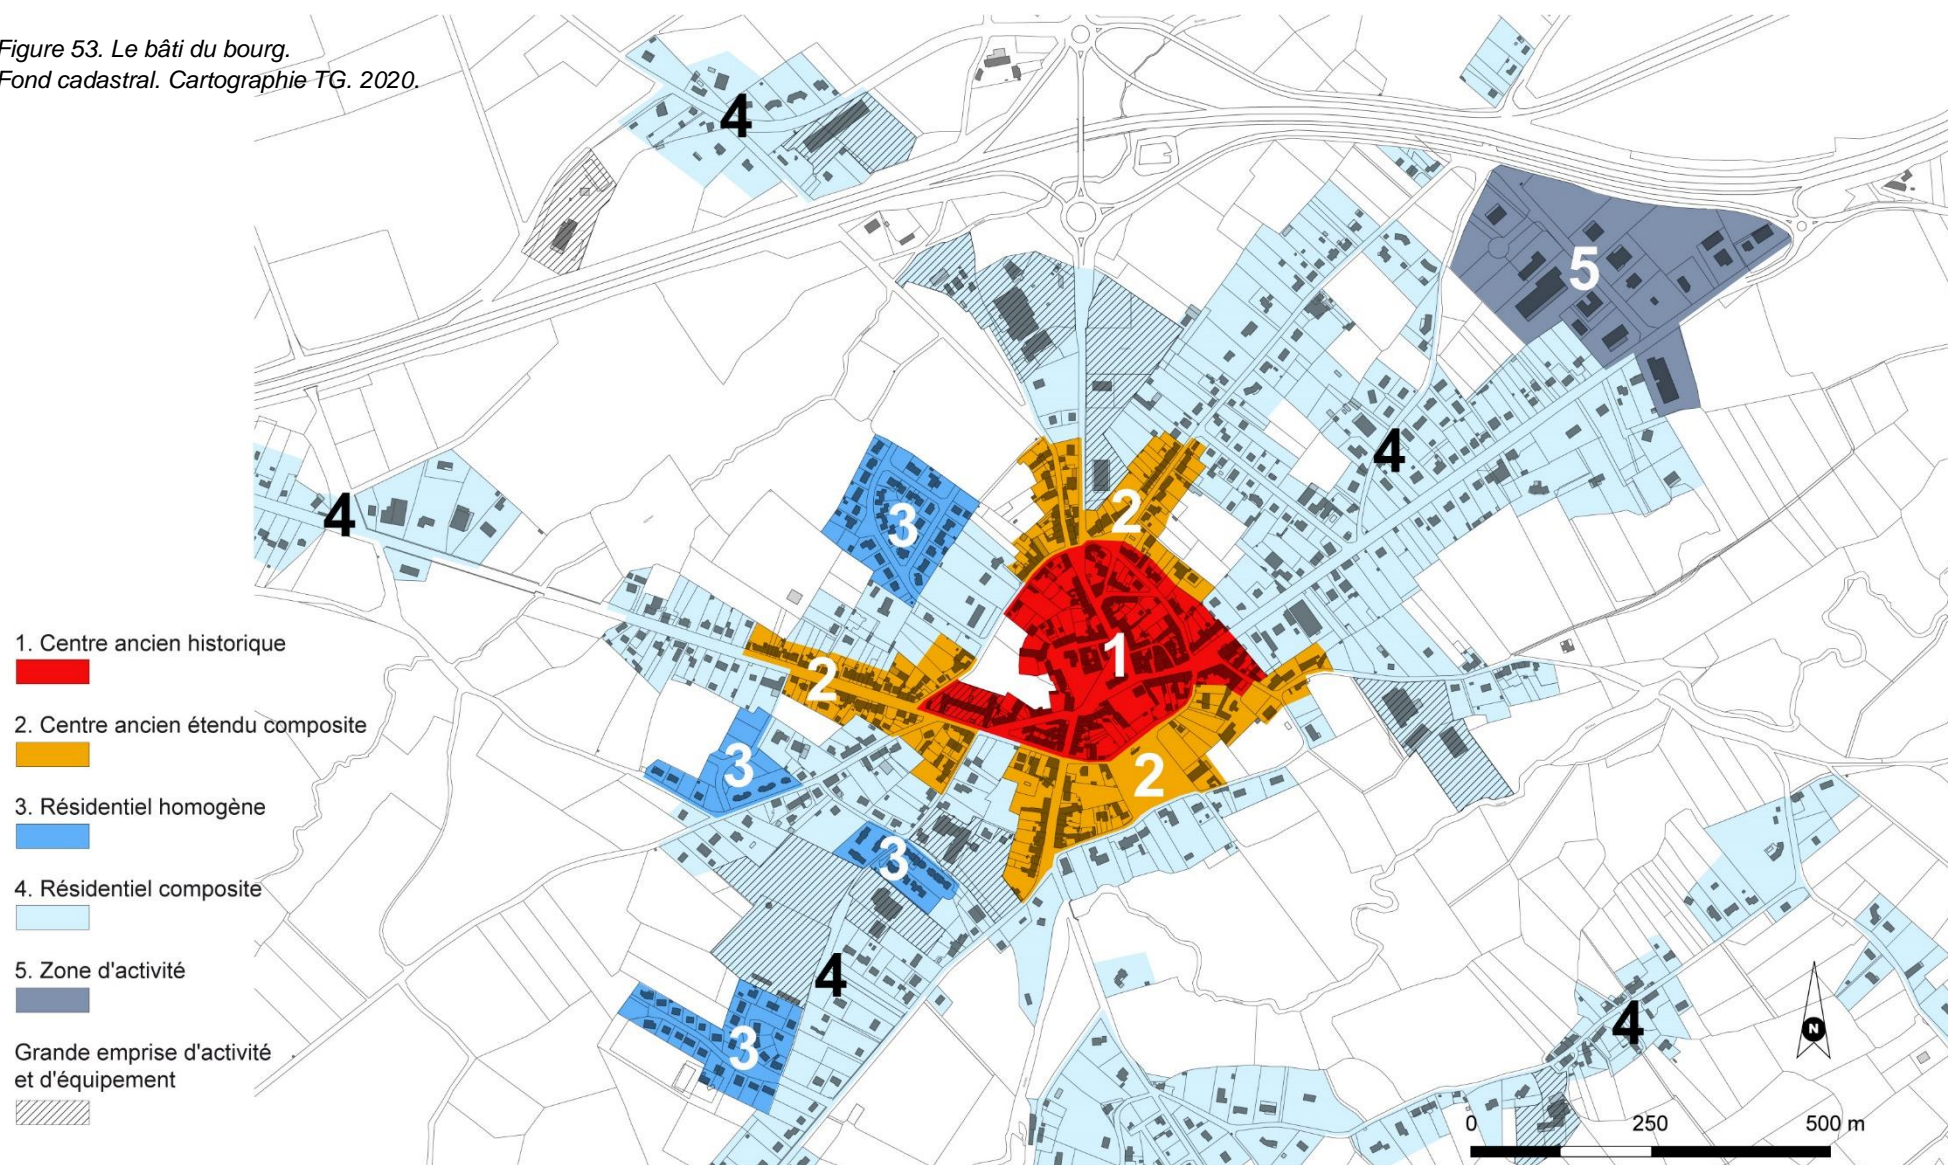 Figure 53. Le bâti du bourg.
Fond cadastral. Cartographie TG. 2020.
4
5
4
2
3
4
1
2
3
2
3
4
3
4
1. Centre ancien historique
2. Centre ancien étendu composite
3. Résidentiel homogène
4. Résidentiel composite
5. Zone d'activité
Grande emprise d'activité
et d'équipement
N
0 250 500 m